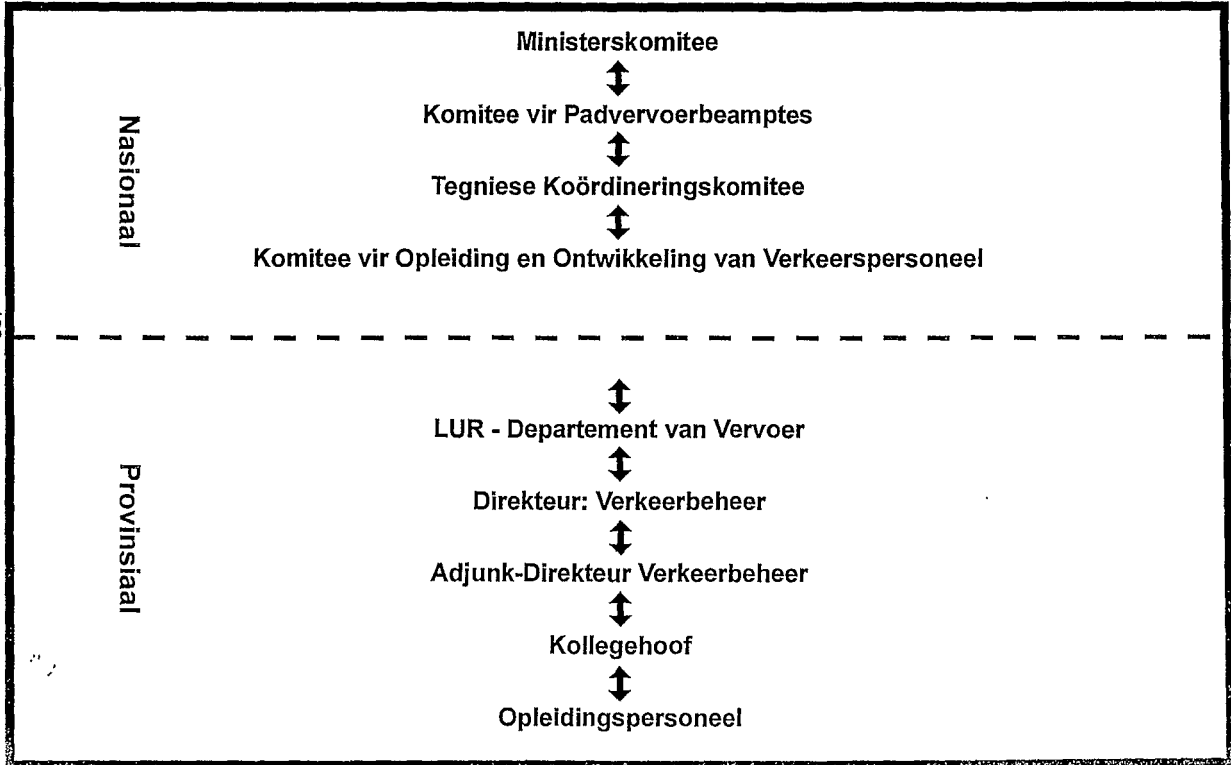 Nasionaal
Ministerskomitee
Komitee vir Padvervoerbeamptes
Tegniese Koördineringskomitee
Komitee vir Opleiding en Ontwikkeling van Verkeerspersoneel
Provinsiaal
LUR - Departement van Vervoer
Direkteur: Verkeerbeheer
Adjunk-Direkteur Verkeerbeheer
Kollegehoof
Opleidingspersoneel